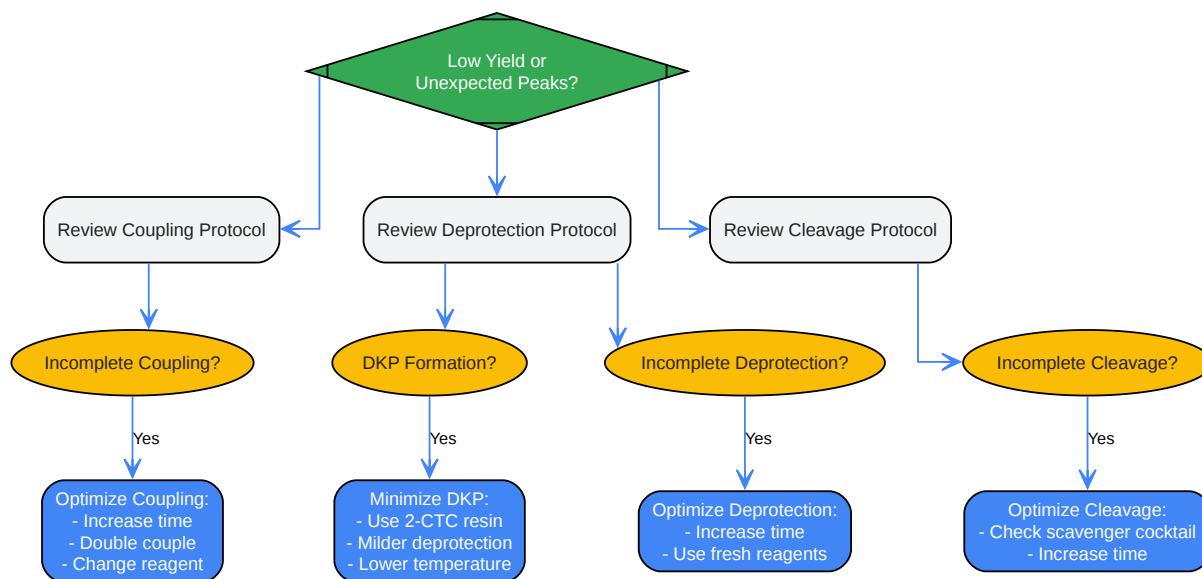 Low Yield or
Unexpected Peaks?
Review Coupling Protocol
Review Deprotection Protocol
Review Cleavage Protocol
Incomplete Coupling?
DKP Formation?
Incomplete Deprotection?
Incomplete Cleavage?
Yes
Yes
Yes
Yes
Optimize Coupling:
- Increase time
- Double couple
- Change reagent
Minimize DKP:
- Use 2-CTC resin
- Milder deprotection
- Lower temperature
Optimize Deprotection:
- Increase time
- Use fresh reagents
Optimize Cleavage:
- Check scavenger cocktail
- Increase time